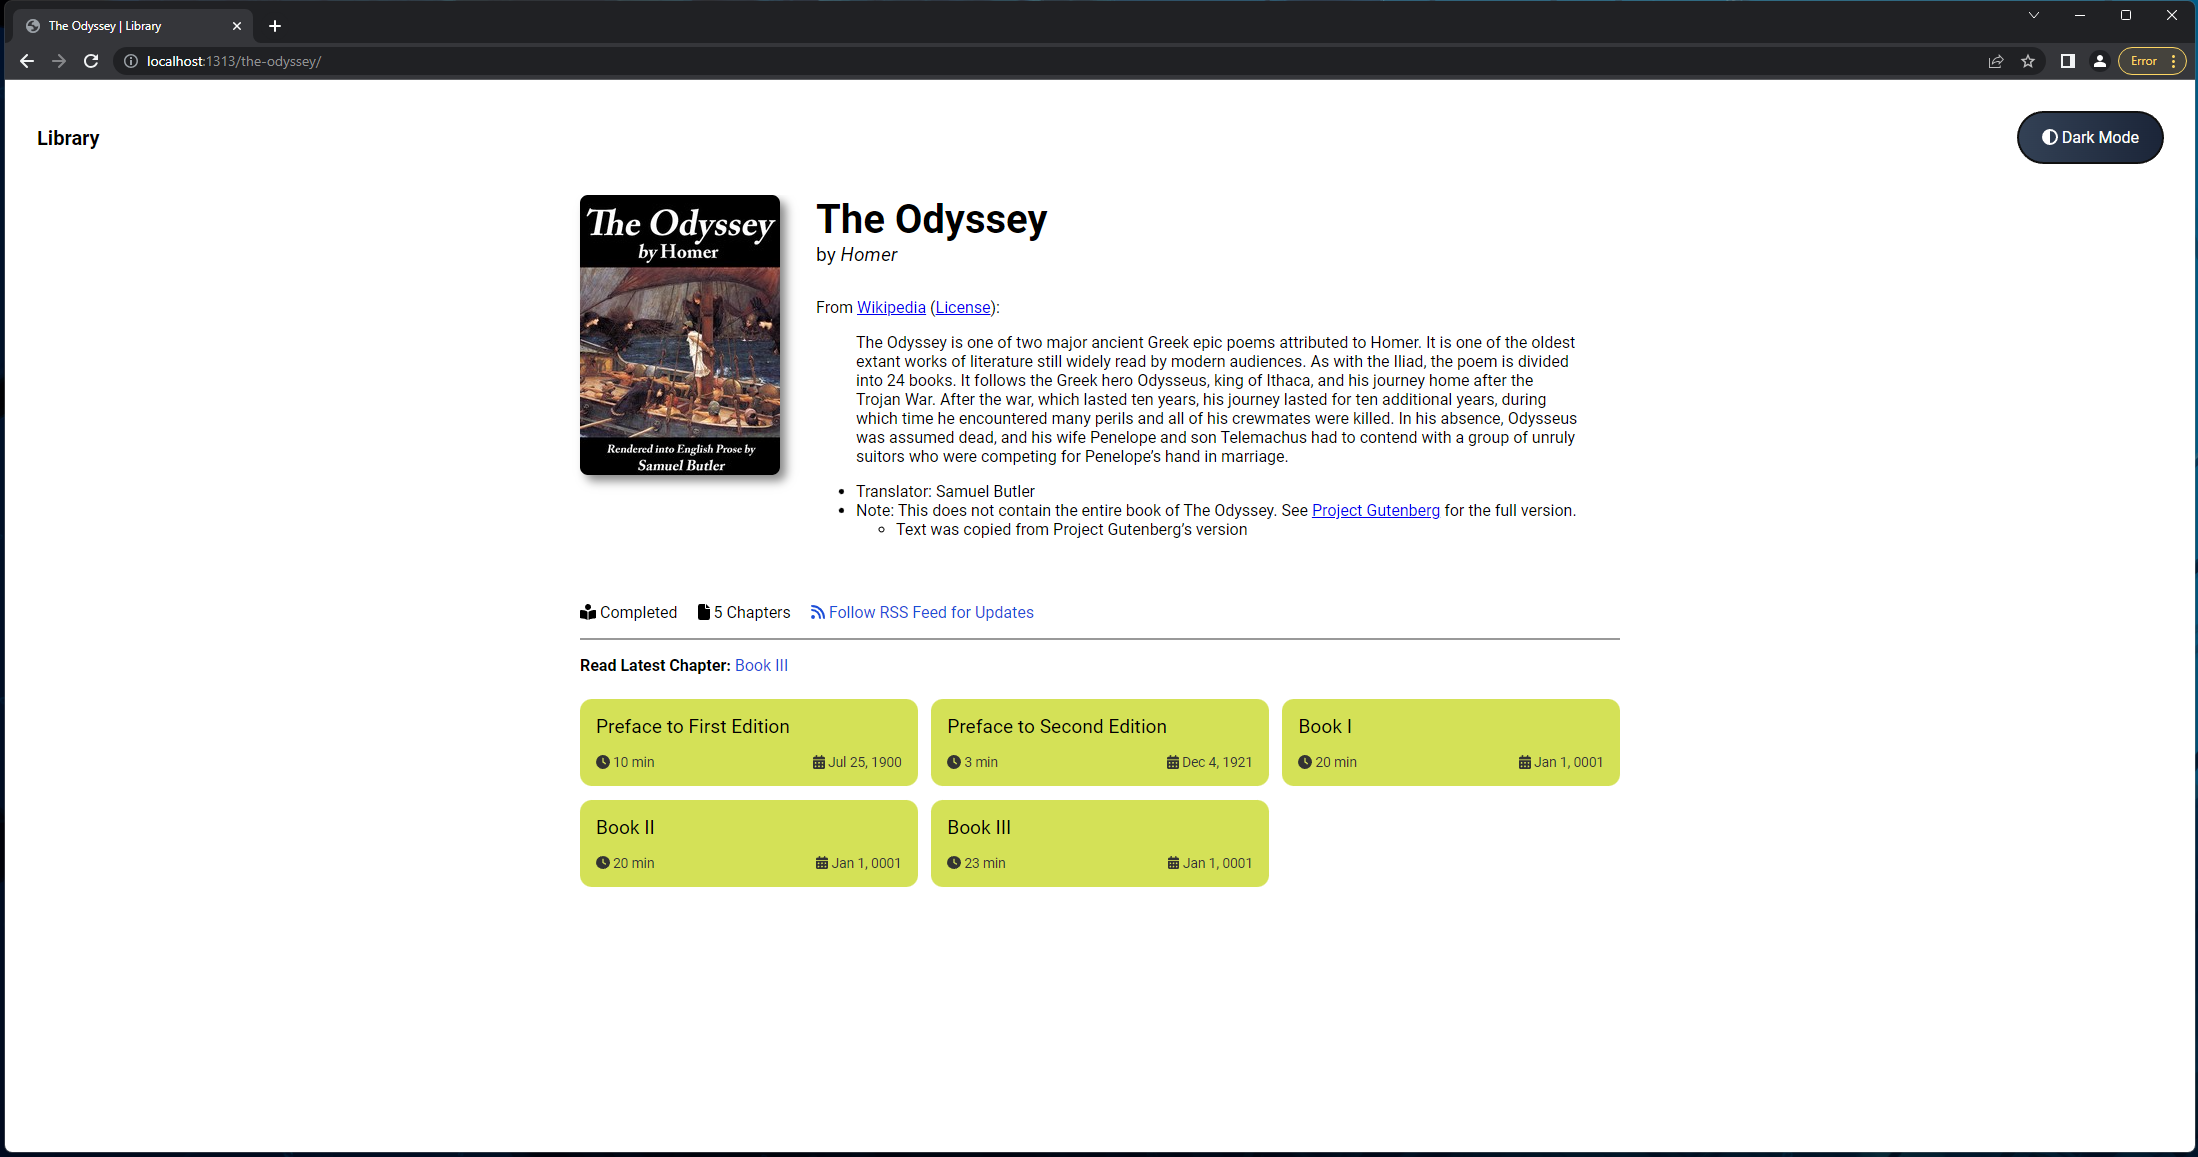 The Odyssey | Library
localhost:1313/the-odyssey/
Error
Library
Dark Mode
The Odyssey
by Homer
Rendered into English Prose by
Samuel Butler
The Odyssey
by Homer
From Wikipedia (License):
The Odyssey is one of two major ancient Greek epic poems attributed to Homer. It is one of the oldest
extant works of literature still widely read by modern audiences. As with the Iliad, the poem is divided
into 24 books. It follows the Greek hero Odysseus, king of Ithaca, and his journey home after the
Trojan War. After the war, which lasted ten years, his journey lasted for ten additional years, during
which time he encountered many perils and all of his crewmates were killed. In his absence, Odysseus
was assumed dead, and his wife Penelope and son Telemachus had to contend with a group of unruly
suitors who were competing for Penelope’s hand in marriage.
• Translator: Samuel Butler
• Note: This does not contain the entire book of The Odyssey. See Project Gutenberg for the full version.
◦ Text was copied from Project Gutenberg’s version
Completed 5 Chapters Follow RSS Feed for Updates
Read Latest Chapter: Book III
Preface to First Edition
10 min Jul 25, 1900
Preface to Second Edition
3 min Dec 4, 1921
Book I
20 min Jan 1, 0001
Book II
20 min Jan 1, 0001
Book III
23 min Jan 1, 0001